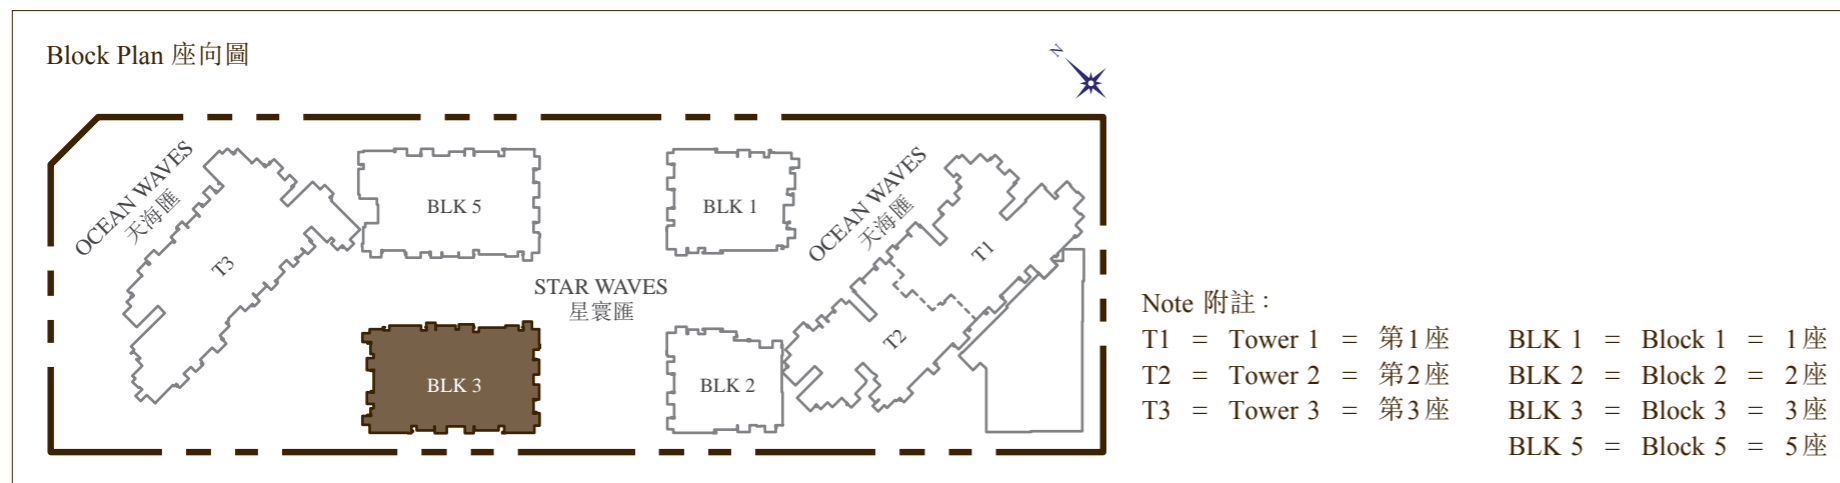 Block Plan 座向圖
N
OCEAN WAVES
天海匯
T3
BLK 5
BLK 1
OCEAN WAVES
天海匯
T1
T2
STAR WAVES
星寰匯
BLK 3
BLK 2
Note 附註：
T1 = Tower 1 = 第1座 BLK 1 = Block 1 = 1座
T2 = Tower 2 = 第2座 BLK 2 = Block 2 = 2座
T3 = Tower 3 = 第3座 BLK 3 = Block 3 = 3座
BLK 5 = Block 5 = 5座